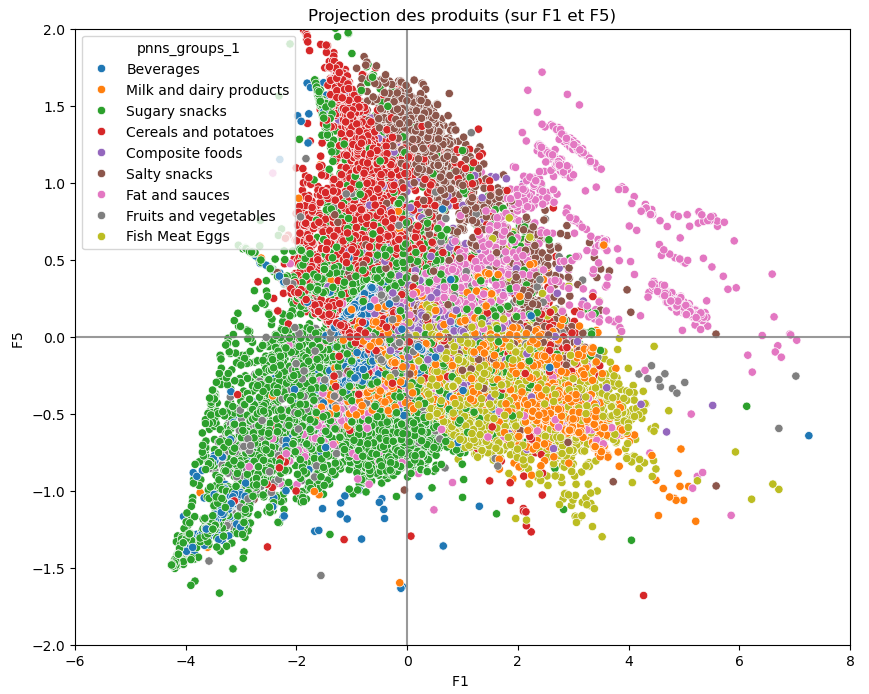 Projection des produits (sur F1 et F5)
pnns_groups_1
Beverages
Milk and dairy products
Sugary snacks
Cereals and potatoes
Composite foods
Salty snacks
Fat and sauces
Fruits and vegetables
Fish Meat Eggs
2.0
1.5
1.0
0.5
0.0
−0.5
−1.0
−1.5
−2.0
F5
−6 −4 −2 0 2 4 6 8
F1